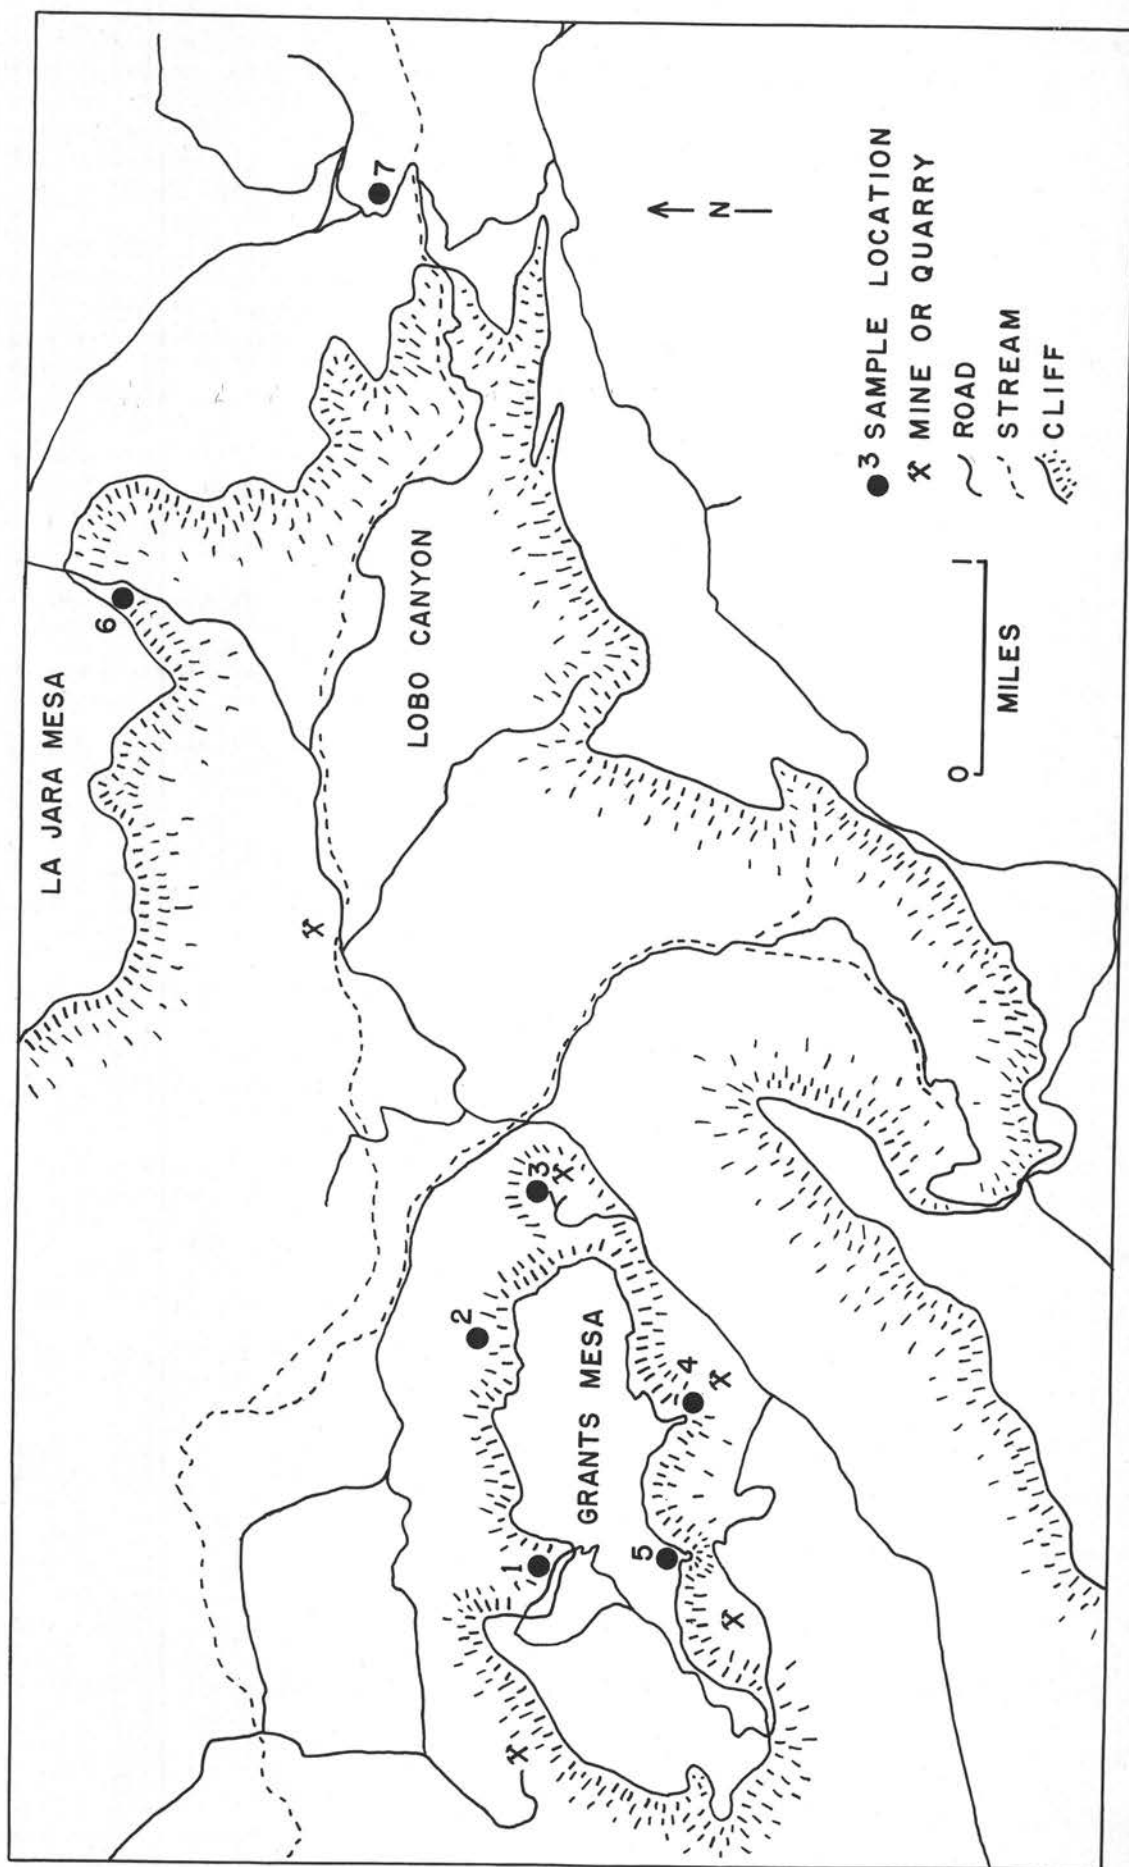 LA JARA MESA
6
7
LOBO CANYON
N
3 SAMPLE LOCATION
MINE OR QUARRY
ROAD
STREAM
CLIFF
0 1
MILES
GRANTS MESA
1
2
3
4
5